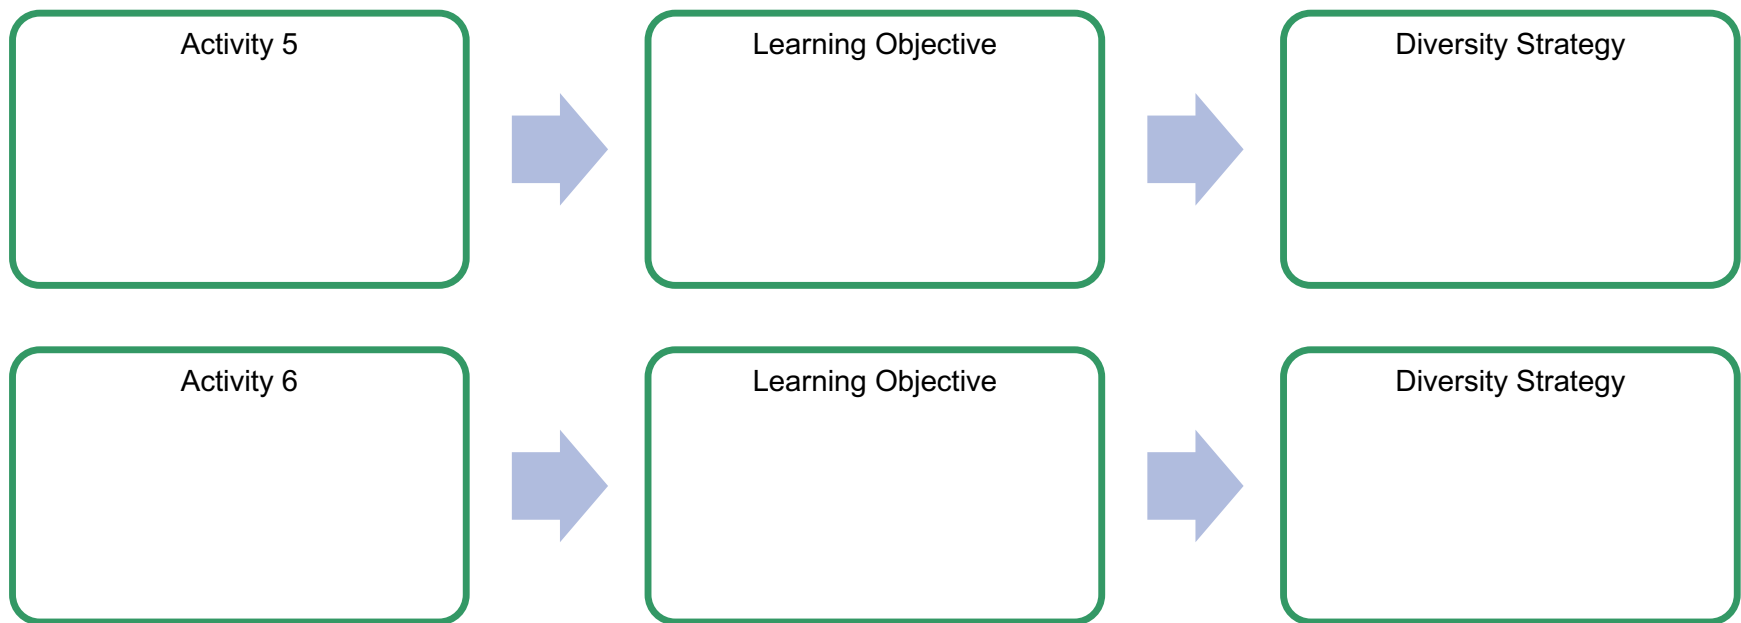 Activity 5
Learning Objective
Diversity Strategy
Activity 6
Learning Objective
Diversity Strategy